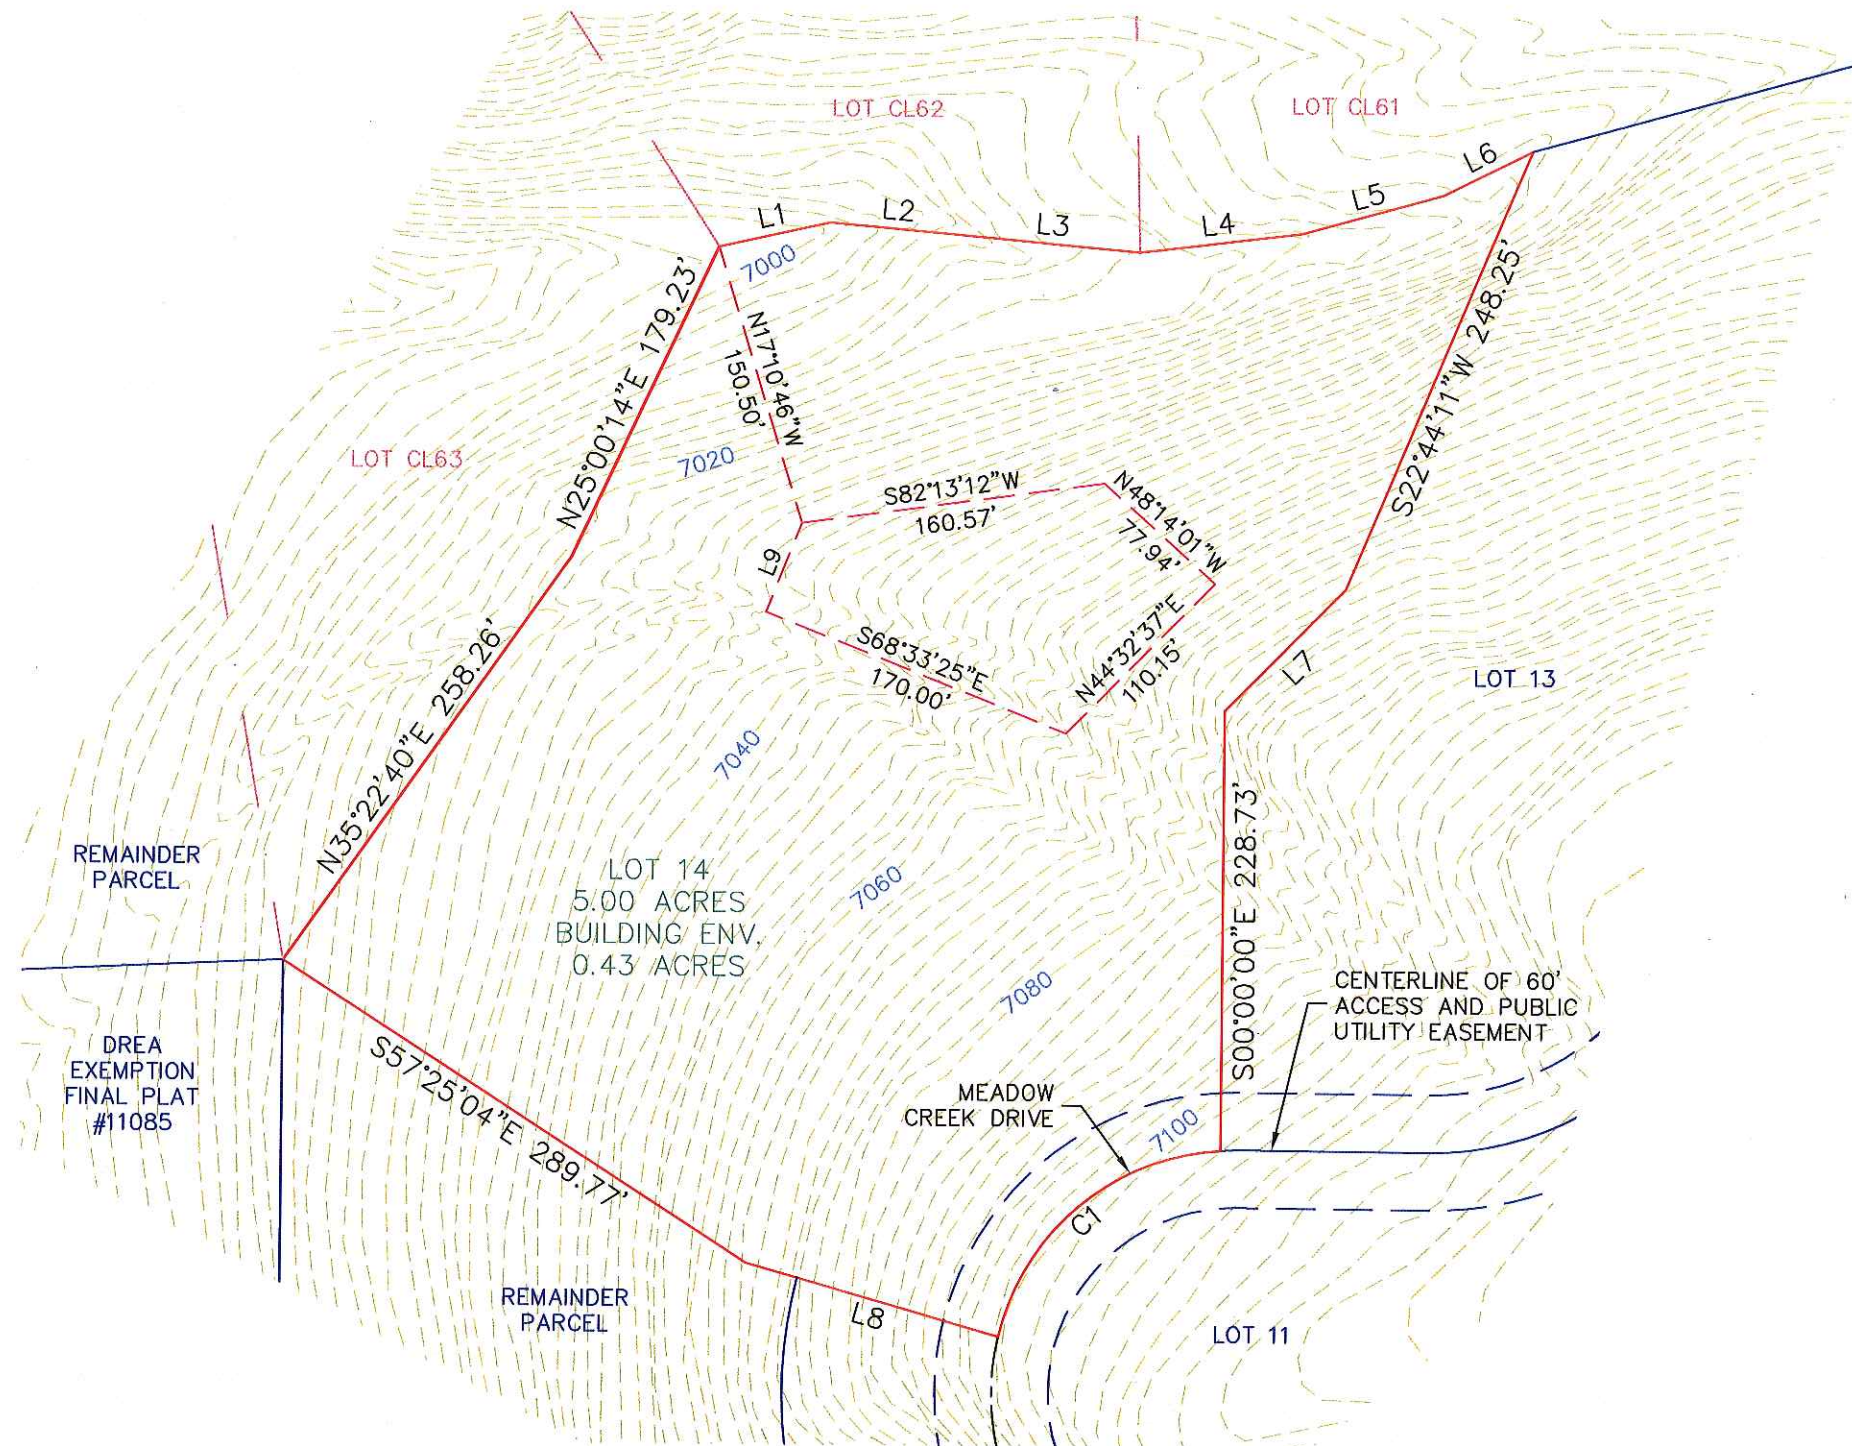 LOT CL62
LOT CL61
L6
L5
L1
L2
L3
L4
7000
N25°00'14"E 179.23'
N17°10'46"W
150.50'
S22°44'11"W 248.25'
LOT CL63
7020
S82°13'12"W
160.57'
N48°14'01"W
77.94'
L9
S68°33'25"E
170.00'
N44°32'37"E
110.15'
L7
LOT 13
N35°22'40"E 258.26'
7040
REMAINDER
PARCEL
LOT 14
5.00 ACRES
BUILDING ENV.
0.43 ACRES
7060
S00°00'00"E 228.73'
7080
CENTERLINE OF 60'
ACCESS AND PUBLIC
UTILITY EASEMENT
DREA
EXEMPTION
FINAL PLAT
#11085
S57°25'04"E 289.77'
MEADOW
CREEK DRIVE
7100
C1
REMAINDER
PARCEL
L8
LOT 11